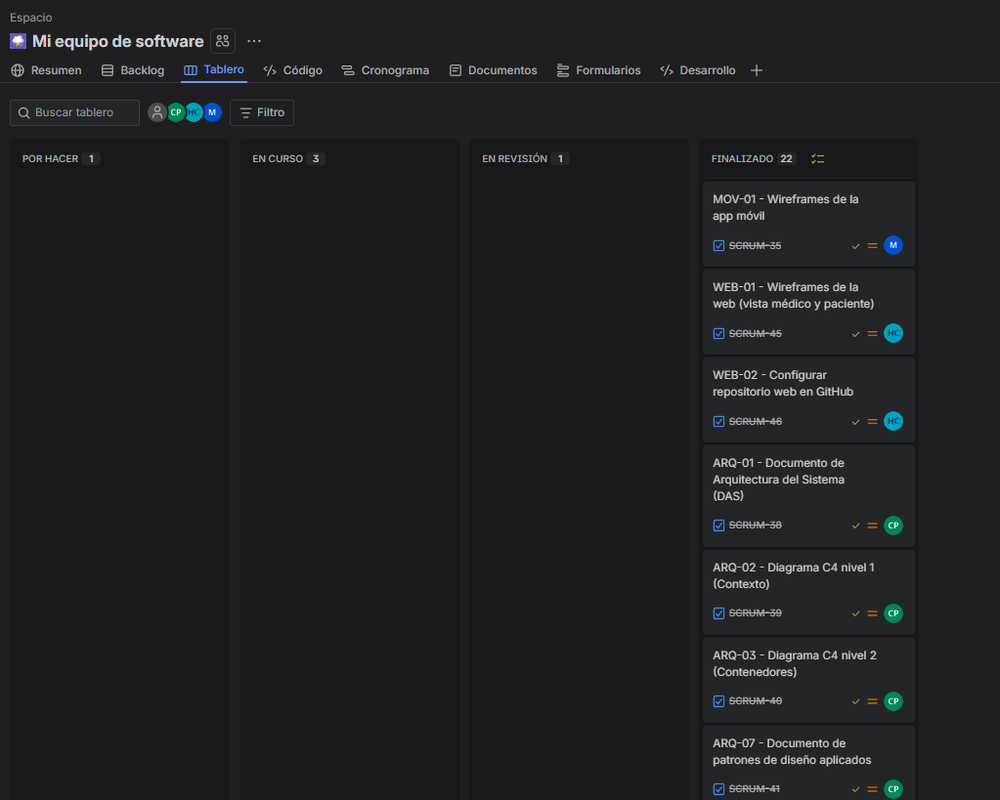 Espacio
Mi equipo de software
Resumen Backlog Tablero Código Cronograma Documentos Formularios Desarrollo
Buscar tablero CP HC M Filtro
POR HACER 1
EN CURSO 3
EN REVISIÓN 1
FINALIZADO 22
MOV-01 - Wireframes de la
app móvil
SCRUM-35 M
WEB-01 - Wireframes de la
web (vista médico y paciente)
SCRUM-45 HC
WEB-02 - Configurar
repositorio web en GitHub
SCRUM-46 HC
ARQ-01 - Documento de
Arquitectura del Sistema
(DAS)
SCRUM-38 CP
ARQ-02 - Diagrama C4 nivel 1
(Contexto)
SCRUM-39 CP
ARQ-03 - Diagrama C4 nivel 2
(Contenedores)
SCRUM-40 CP
ARQ-07 - Documento de
patrones de diseño aplicados
SCRUM-41 CP